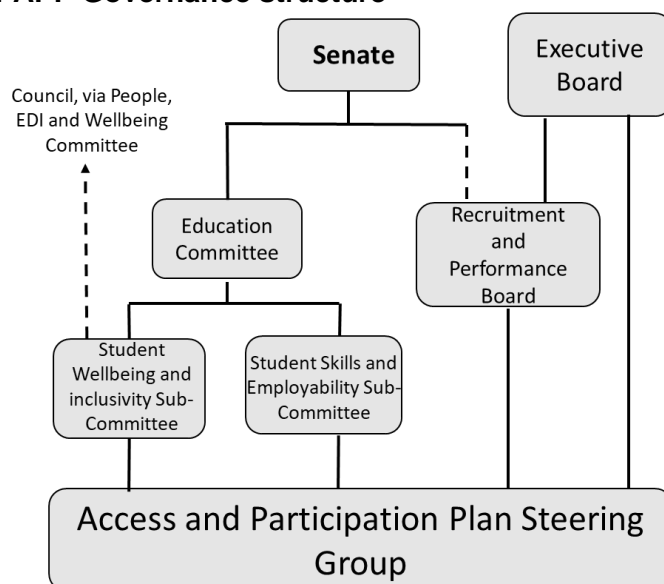 APP Governance structure
Senate
Executive
Board
Council, via People,
EDI and Wellbeing
Committee
Education
Committee
Recruitment
and
Performance
Board
Student
Wellbeing and
inclusivity Sub-
Committee
Student Skills and
Employability Sub-
Committee
Access and Participation Plan Steering
Group